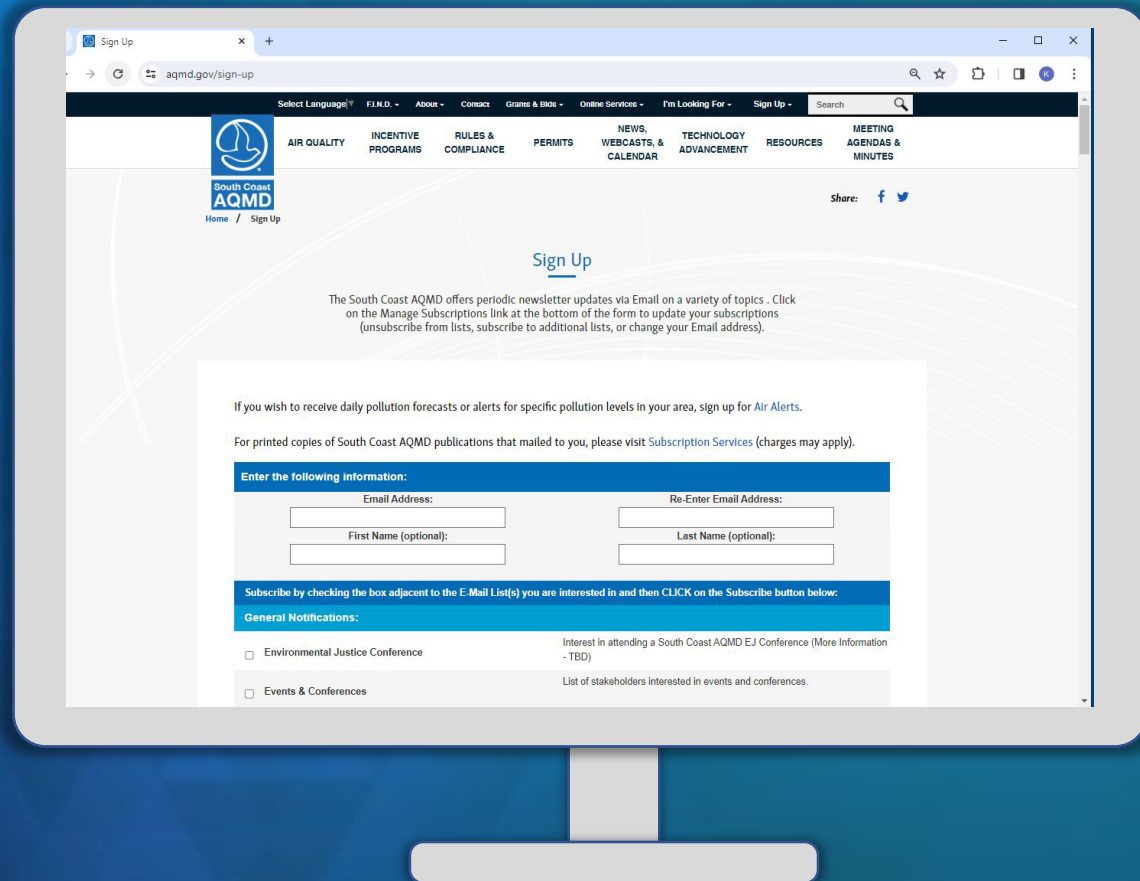 Sign Up
aqmd.gov/sign-up
K
Select Language F.I.N.D. About Contact Grants & Bids Online Services I'm Looking For Sign Up Search
AIR QUALITY
INCENTIVE
PROGRAMS
RULES &
COMPLIANCE
PERMITS
NEWS,
WEBCASTS, &
CALENDAR
TECHNOLOGY
ADVANCEMENT
RESOURCES
MEETING
AGENDAS &
MINUTES
South Coast
AQMD
Share:
Home / Sign Up
Sign Up
The South Coast AQMD offers periodic newsletter updates via Email on a variety of topics . Click
on the Manage Subscriptions link at the bottom of the form to update your subscriptions
(unsubscribe from lists, subscribe to additional lists, or change your Email address).
If you wish to receive daily pollution forecasts or alerts for specific pollution levels in your area, sign up for Air Alerts.
For printed copies of South Coast AQMD publications that mailed to you, please visit Subscription Services (charges may apply).
Enter the following information:
Email Address: Re-Enter Email Address:
First Name (optional): Last Name (optional):
Subscribe by checking the box adjacent to the E-Mail List(s) you are interested in and then CLICK on the Subscribe button below:
General Notifications:
Environmental Justice Conference
Interest in attending a South Coast AQMD EJ Conference (More Information
- TBD)
Events & Conferences
List of stakeholders interested in events and conferences.